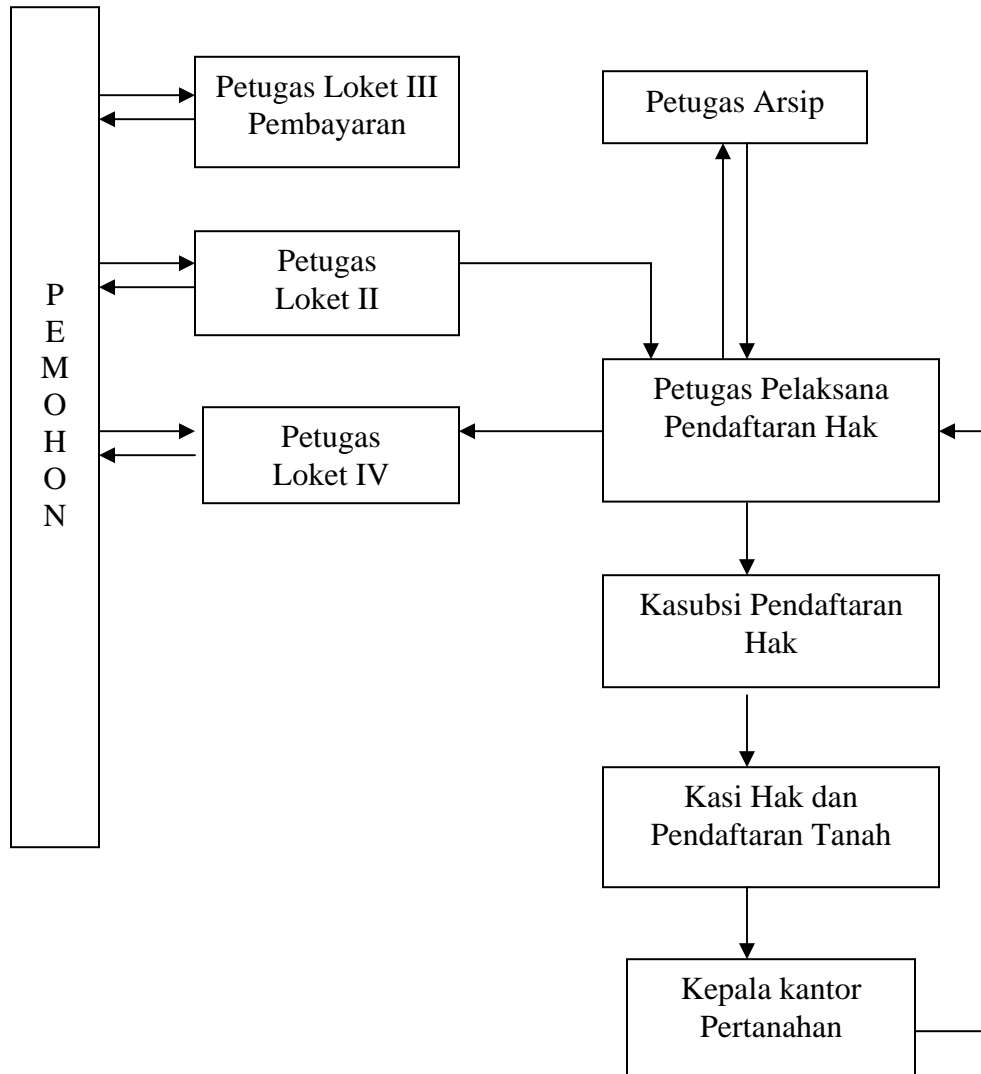 P
E
M
O
H
O
N
Petugas Loket III
Pembayaran
Petugas Arsip
Petugas
Loket II
Petugas Pelaksana
Pendaftaran Hak
Petugas
Loket IV
Kasubsi Pendaftaran
Hak
Kasi Hak dan
Pendaftaran Tanah
Kepala kantor
Pertanahan